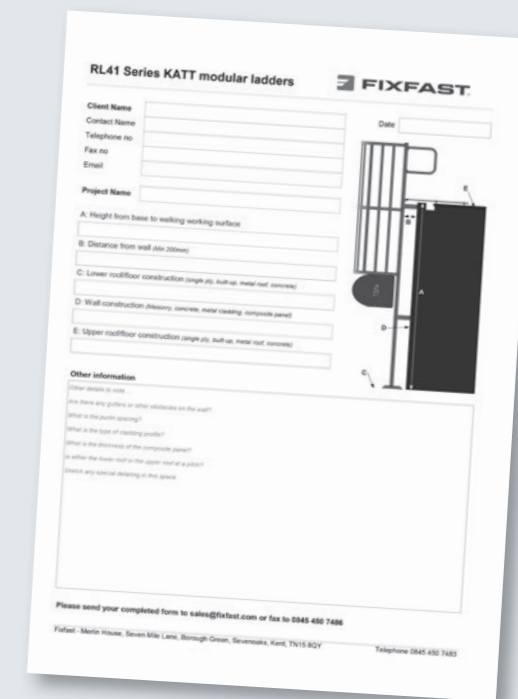 RL41 Series KATT modular ladders
FIXFAST
Client Name
Date
Contact Name
Telephone no
Fax no
Email
Project Name
A: Height from base to walking working surface
B: Distance from wall (Min 200mm)
C: Lower roof/floor construction (single ply, built-up, metal roof, concrete)
D: Wall construction (Masonry, concrete, metal cladding, composite panel)
E: Upper roof/floor construction (single ply, built-up, metal roof, concrete)
E
B
A
D
C
Other information
Other details to note ...
Are there any gutters or other obstacles on the wall?
What is the purlin spacing?
What is the type of cladding profile?
What is the thickness of the composite panel?
Is either the lower roof or the upper roof at a pitch?
Sketch any special detailing in this space
Please send your completed form to sales@fixfast.com or fax to 0845 450 7486
Fixfast - Merlin House, Seven Mile Lane, Borough Green, Sevenoaks, Kent, TN15 8QY
Telephone 0845 450 7483